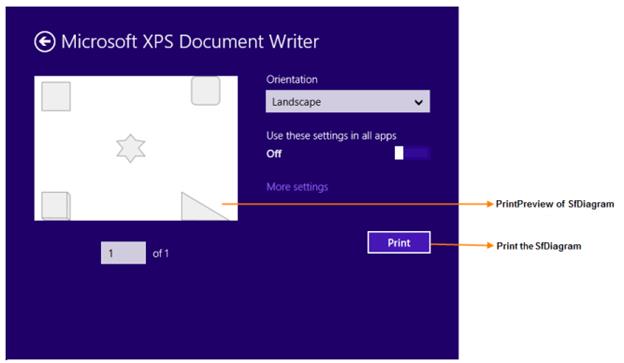 Microsoft XPS Document Writer
Orientation
Landscape
Use these settings in all apps
Off
More settings
PrintPreview of SfDiagram
Print
Print the SfDiagram
1 of 1